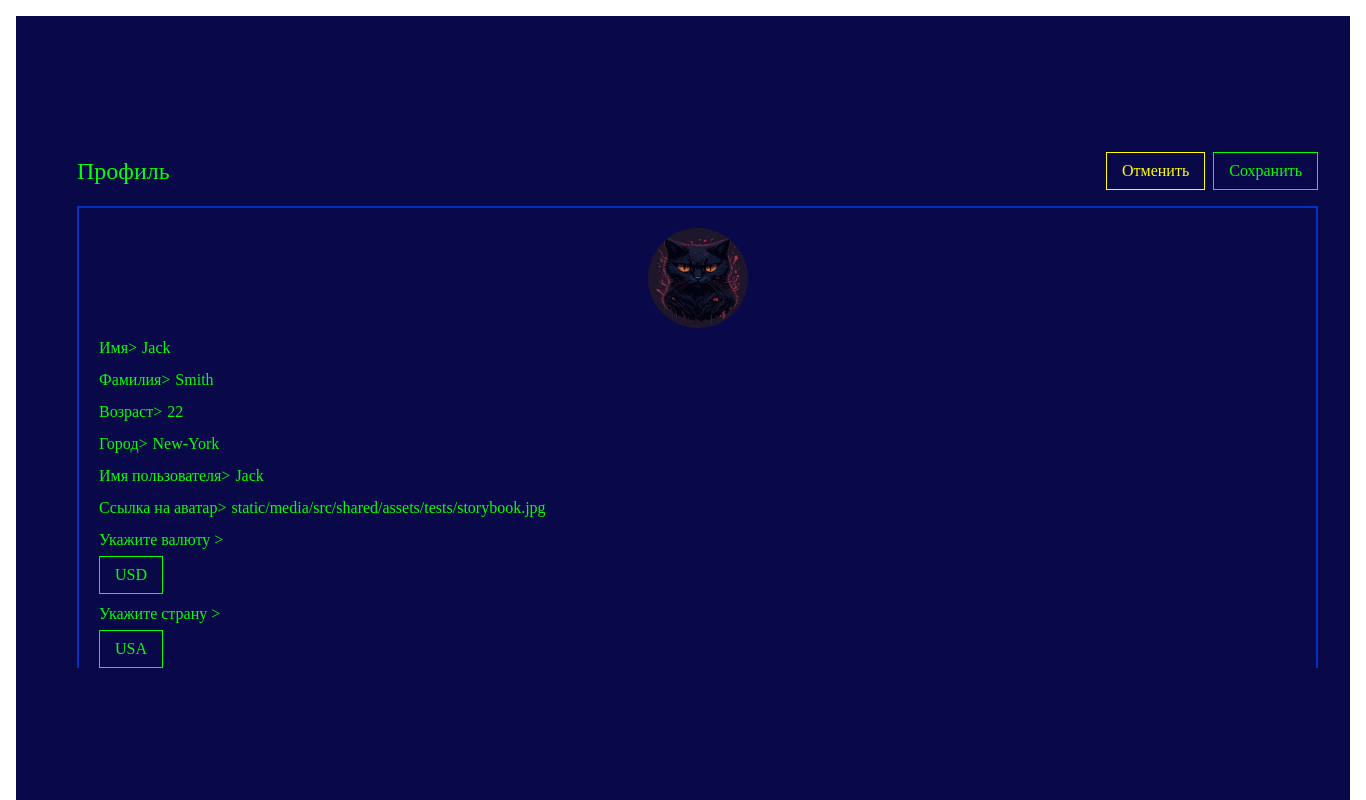 Профиль
Отменить
Сохранить
Имя> Jack
Фамилия> Smith
Возраст> 22
Город> New-York
Имя пользователя> Jack
Ссылка на аватар> static/media/src/shared/assets/tests/storybook.jpg
Укажите валюту >
USD
Укажите страну >
USA